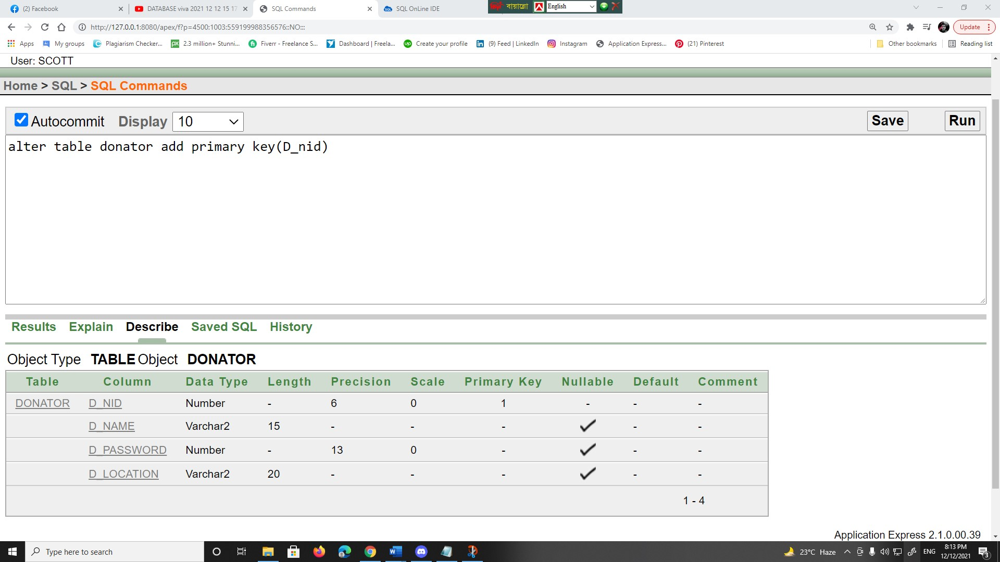 (2) Facebook
DATABASE viva 2021 12 12 15 17
SQL Commands
SQL OnLine IDE
বায়ান্নো
English
http://127.0.0.1:8080/apex/f?p=4500:1003:559199988356576::NO:::
Update
Apps
My groups
Plagiarism Checker...
2.3 million+ Stunni...
Fiverr - Freelance S...
Dashboard | Freela...
Create your profile
(9) Feed | LinkedIn
Instagram
Application Express...
(21) Pinterest
Other bookmarks
Reading list
User: SCOTT
Home > SQL > SQL Commands
Autocommit Display 10 Save Run
alter table donator add primary key(D_nid)
Results Explain Describe Saved SQL History
Object Type TABLE Object DONATOR
Table Column Data Type Length Precision Scale Primary Key Nullable Default Comment
DONATOR D_NID Number - 6 0 1 - - -
D_NAME Varchar2 15 - - - - -
D_PASSWORD Number - 13 0 - - -
D_LOCATION Varchar2 20 - - - - -
1 - 4
Application Express 2.1.0.00.39
Type here to search
23°C Haze
ENG
8:13 PM
12/12/2021
3